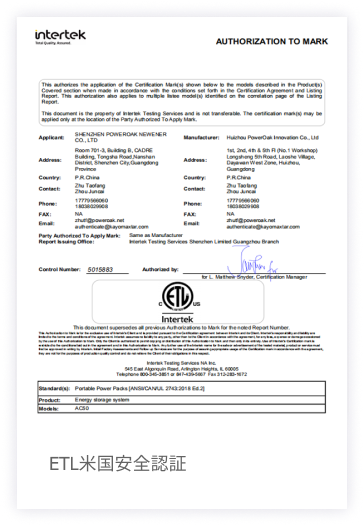 intertek
Total Quality. Assured.
AUTHORIZATION TO MARK
This authorizes the application of the Certification Mark(s) shown below to the models described in the Product(s)
Covered section when made in accordance with the conditions set forth in the Certification Agreement and Listing
Report. This authorization also applies to multiple listee model(s) identified on the correlation page of the Listing
Report.
This document is the property of Intertek Testing Services and is not transferable. The certification mark(s) may be
applied only at the location of the Party Authorized To Apply Mark.
Applicant: SHENZHEN POWEROAK NEWENER CO., LTD
Manufacturer: Huizhou PowerOak Innovation Co., Ltd
Address: Room 701-3, Building B, CADRE Building, Tongsha Road,Nanshan District, Shenzhen City,Guangdong Province
Address: 1st, 2nd, 4th & 5th Fl (No.1 Workshop) Longsheng 5th Road, Laoshe Village, Dayawan West Zone, Huizhou, Guangdong
Country: P.R.China
Country: P.R.China
Contact: Zhu Taofang
Zhou Juncai
Contact: Zhu Taofang
Zhou Juncai
Phone: 17779566060
18038029908
Phone: 17779566060
18038029908
FAX: NA
FAX: NA
Email: zhutf@poweroak.net
authenticate@kayomaxtar.com
Email: zhutf@poweroak.net
authenticate@kayomaxtar.com
Party Authorized To Apply Mark: Same as Manufacturer
Report Issuing Office: Intertek Testing Services Shenzhen Limited Guangzhou Branch
Control Number: 5015883
Authorized by:
for L. Matthew Snyder, Certification Manager
ETL
C US
Intertek
This document supersedes all previous Authorizations to Mark for the noted Report Number.
Intertek Testing Services NA Inc.
545 East Algonquin Road, Arlington Heights, IL 60005
Telephone 800-345-3851 or 847-439-5667 Fax 312-283-1672
Standard(s): Portable Power Packs [ANSI/CAN/UL 2743:2018 Ed.2]
Product: Energy storage system
Models: AC50
ETL米国安全認証